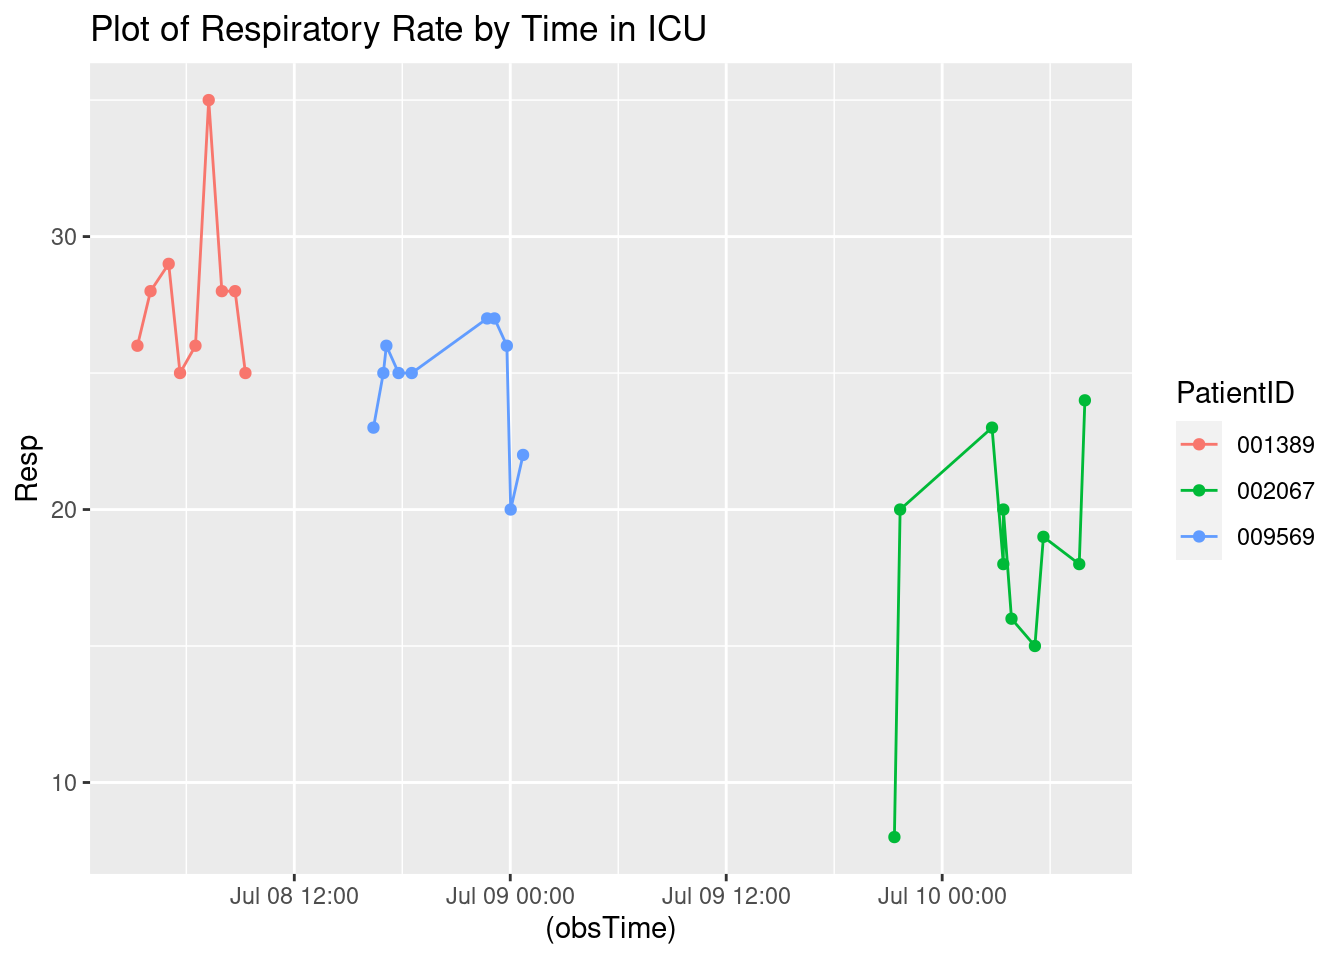 Plot of Respiratory Rate by Time in ICU
Resp
30
20
10
Jul 08 12:00
Jul 09 00:00
Jul 09 12:00
Jul 10 00:00
(obsTime)
PatientID
001389
002067
009569